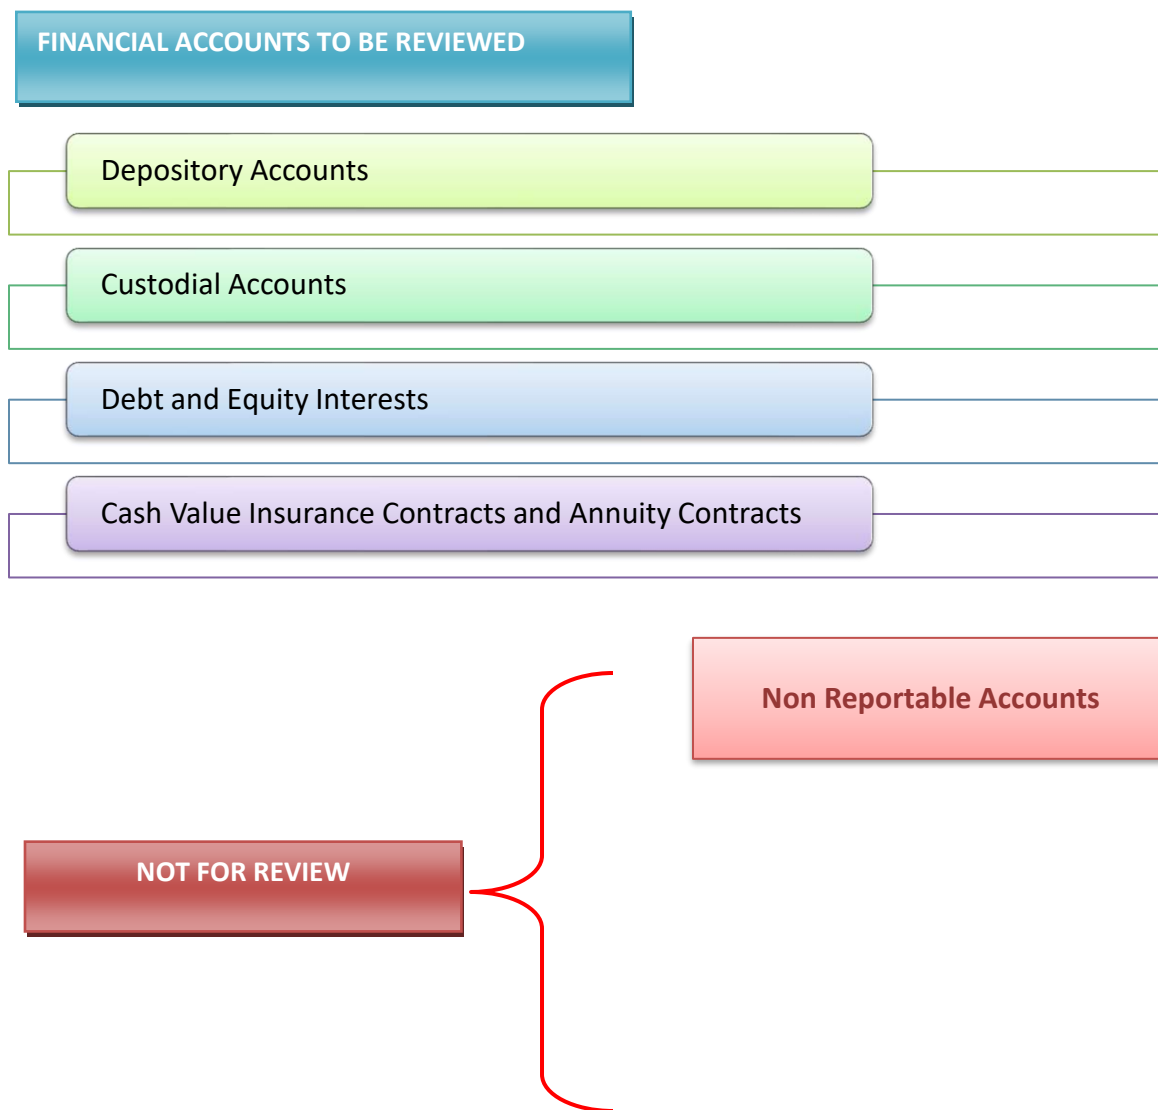 FINANCIAL ACCOUNTS TO BE REVIEWED
Depository Accounts
Custodial Accounts
Debt and Equity Interests
Cash Value Insurance Contracts and Annuity Contracts
Non Reportable Accounts
NOT FOR REVIEW